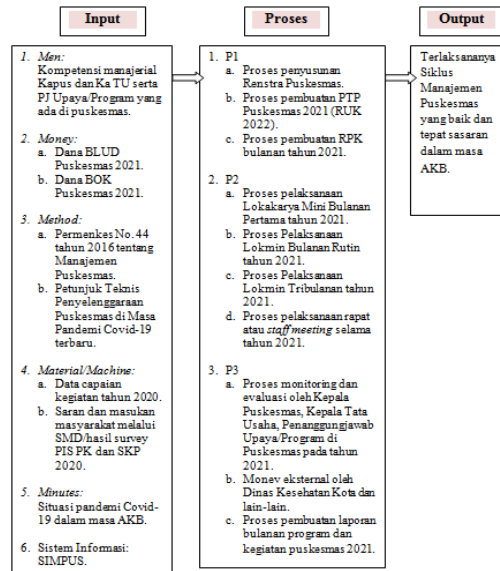 Input
1. Men:
Kompetensi manajerial
Kapus dan Ka TU serta
PJ Upaya/Program yang
ada di puskesmas.
2. Money:
a. Dana BLUD
Puskesmas 2021.
b. Dana BOK
Puskesmas 2021.
3. Method:
a. Permenkes No. 44
tahun 2016 tentang
Manajemen
Puskesmas.
b. Petunjuk Teknis
Penyelenggaraan
Puskesmas di Masa
Pandemi Covid-19
terbaru.
4. Material/Machine:
a. Data capaian
kegiatan tahun 2020.
b. Saran dan masukan
masyarakat melalui
SMD/hasil survey
PIS PK dan SKP
2020.
5. Minutes:
Situasi pandemi Covid-
19 dalam masa AKB.
6. Sistem Informasi:
SIMPUS.
Proses
1. P1
a. Proses penyusunan
Renstra Puskesmas.
b. Proses pembuatan PTP
Puskesmas 2021 (RUK
2022).
c. Proses pembuatan RPK
bulanan tahun 2021.
2. P2
a. Proses pelaksanaan
Lokakarya Mini Bulanan
Pertama tahun 2021.
b. Proses Pelaksanaan
Lokmin Bulanan Rutin
tahun 2021.
c. Proses Pelaksanaan
Lokmin Tribulanan tahun
2021.
d. Proses pelaksanaan rapat
atau staff meeting selama
tahun 2021.
3. P3
a. Proses monitoring dan
evaluasi oleh Kepala
Puskesmas, Kepala Tata
Usaha, Penanggungjawab
Upaya/Program di
Puskesmas pada tahun
2021.
b. Monev eksternal oleh
Dinas Kesehatan Kota dan
lain-lain.
c. Proses pembuatan laporan
bulanan program dan
kegiatan puskesmas 2021.
Output
Terlaksananya
Siklus
Manajemen
Puskesmas
yang baik dan
tepat sasaran
dalam masa
AKB.